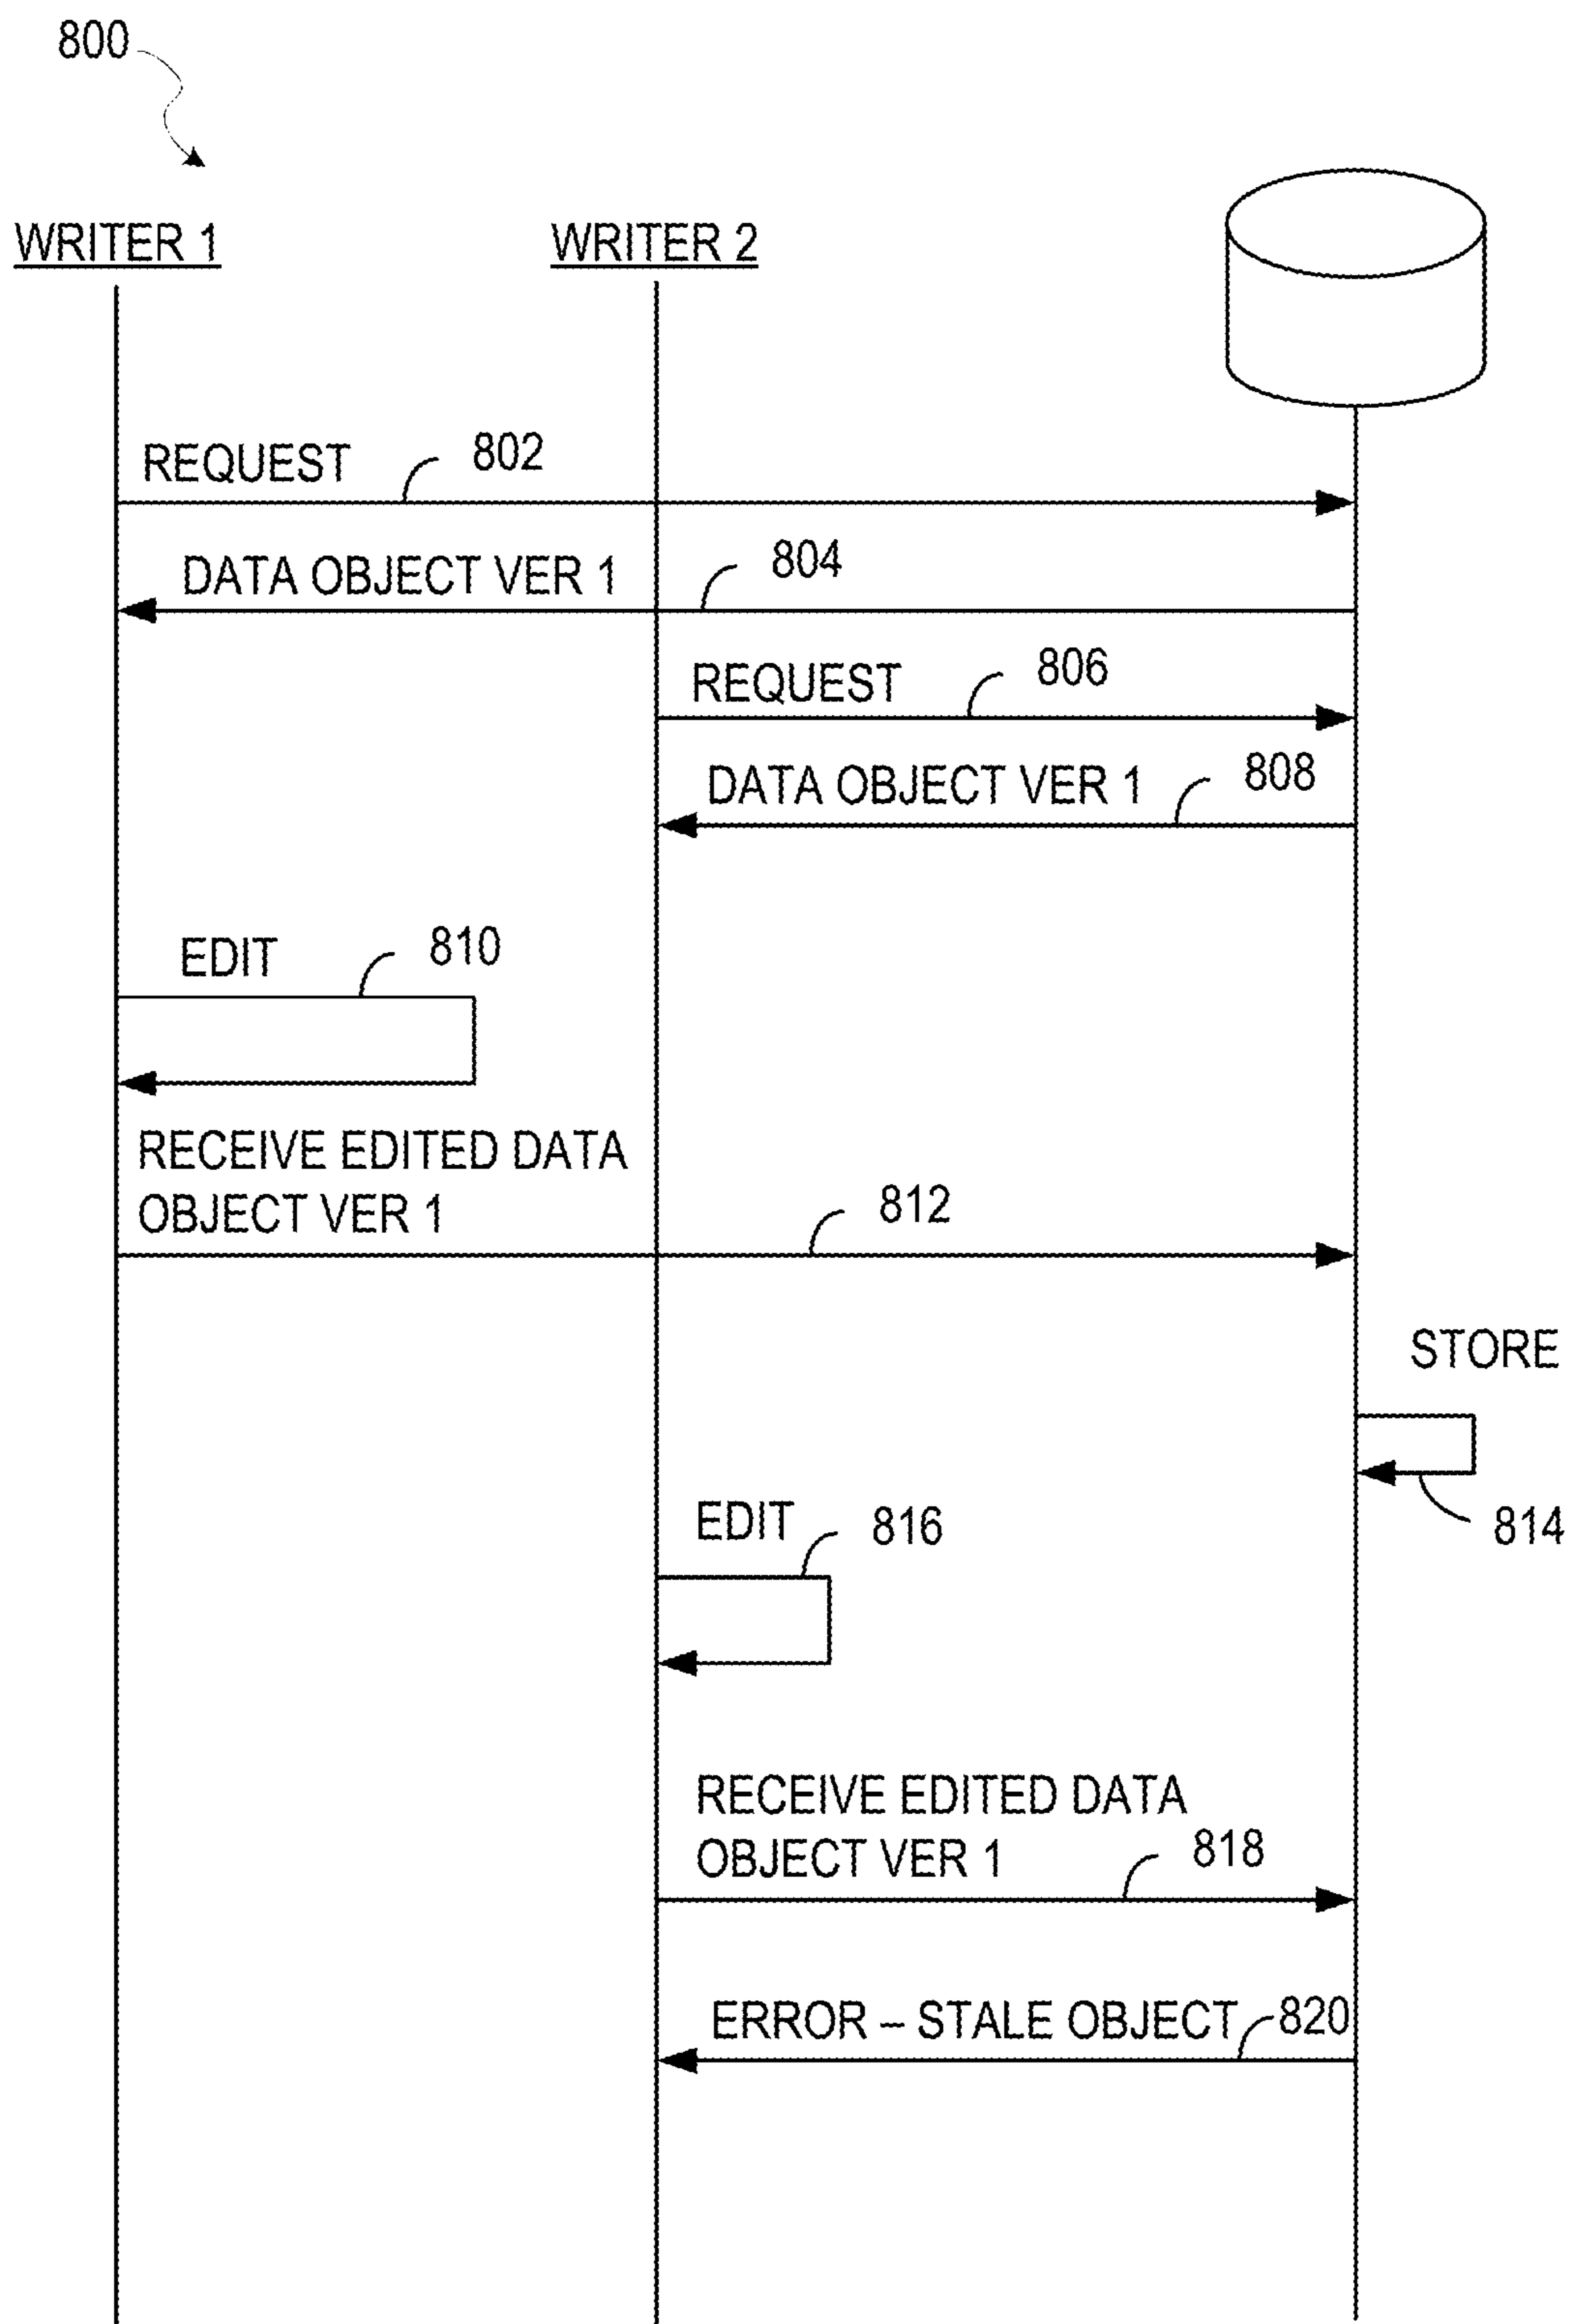 800
WRITER 1
WRITER 2
REQUEST
802
DATA OBJECT VER 1
804
REQUEST
806
DATA OBJECT VER 1
808
EDIT
810
RECEIVE EDITED DATA
OBJECT VER 1
812
STORE
814
EDIT
816
RECEIVE EDITED DATA
OBJECT VER 1
818
ERROR – STALE OBJECT
820